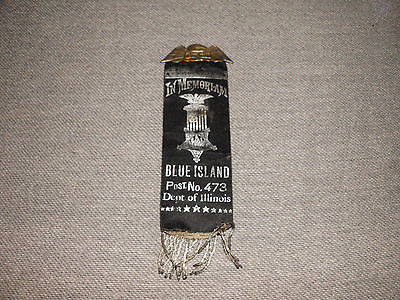 IN MEMORIAM
BLUE ISLAND
Post No. 473
Dept of Illinois